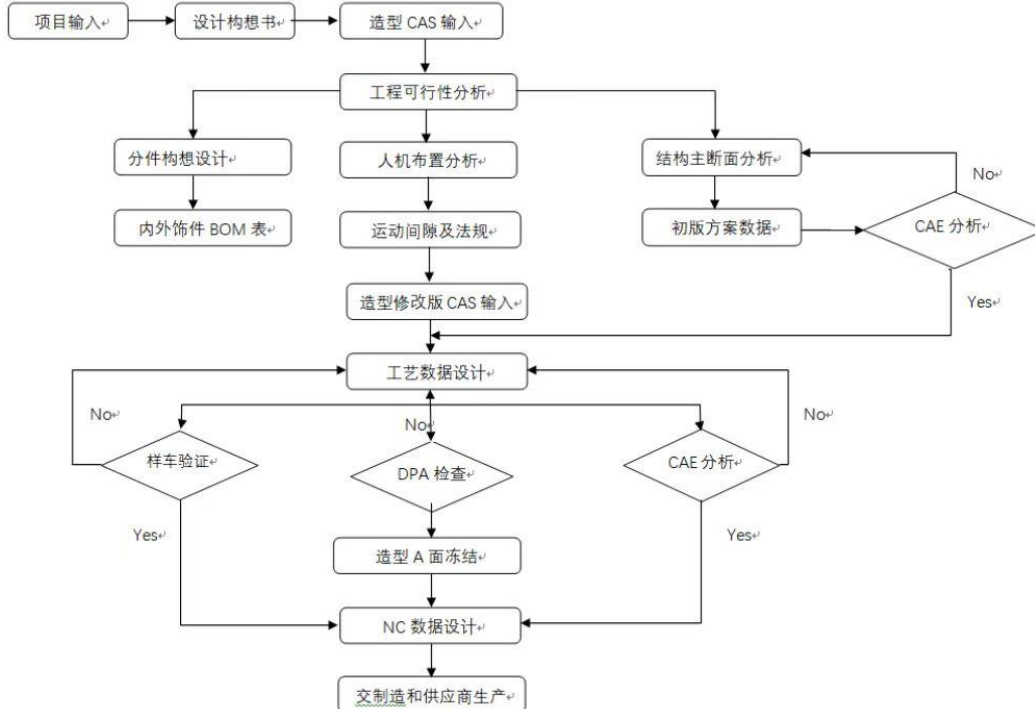 项目输入
设计构想书
造型 CAS 输入
工程可行性分析
分件构想设计
人机布置分析
结构主断面分析
No
内外饰件 BOM 表
运动间隙及法规
初版方案数据
CAE 分析
造型修改版 CAS 输入
Yes
工艺数据设计
No
No
No
样车验证
DPA 检查
CAE 分析
Yes
Yes
造型 A 面冻结
NC 数据设计
交制造和供应商生产